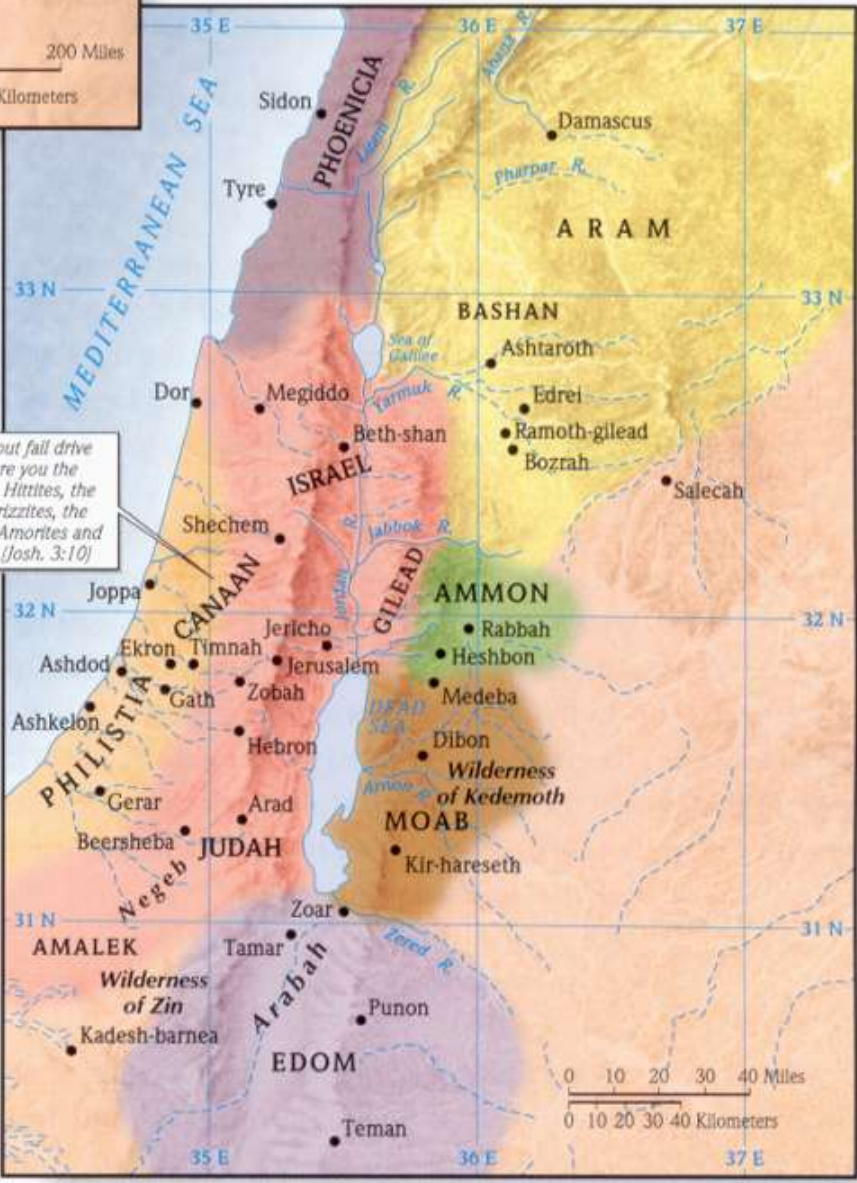 200 Miles
Kilometers
35 E
36 E
37 E
MEDITERRANEAN SEA
PHOENICIA
Sidon
Litani R.
Abana R.
Damascus
Pharpar R.
Tyre
ARAM
33 N
33 N
BASHAN
Sea of
Galilee
Ashtaroth
Yarmuk R.
Dor
Megiddo
Edrei
Beth-shan
Ramoth-gilead
Bozrah
ISRAEL
Salecah
out fail drive
re you the
Hittites, the
rizzites, the
Amorites and
(Josh. 3:10)
Shechem
Jabbok R.
Jordan R.
GILEAD
CANAAN
Joppa
AMMON
32 N
32 N
Jericho
Rabbah
Ekron
Timnah
Ashdod
Jerusalem
Heshbon
Gath
Zobah
Medeba
DEAD
SEA
Ashkelon
PHILISTIA
Hebron
Dibon
Wilderness
of Kedemoth
Arnon R.
Gerar
Arad
MOAB
Beersheba
JUDAH
Kir-hareseth
Negeb
Zoar
31 N
31 N
AMALEK
Tamar
Zered R.
Arabah
Wilderness
of Zin
Punon
Kadesh-barnea
EDOM
0 10 20 30 40 Miles
0 10 20 30 40 Kilometers
Teman
35 E
36 E
37 E